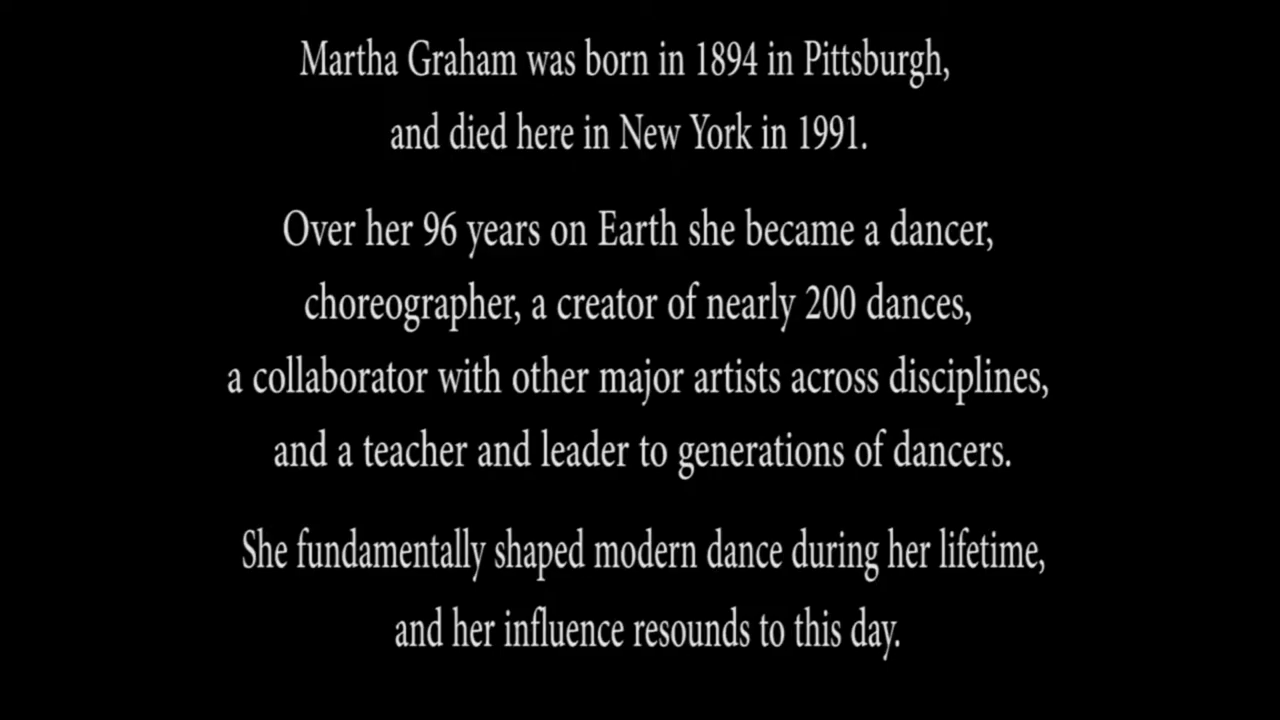 Martha Graham was born in 1894 in Pittsburgh,
and died here in New York in 1991.
Over her 96 years on Earth she became a dancer,
choreographer, a creator of nearly 200 dances,
a collaborator with other major artists across disciplines,
and a teacher and leader to generations of dancers.
She fundamentally shaped modern dance during her lifetime,
and her influence resounds to this day.